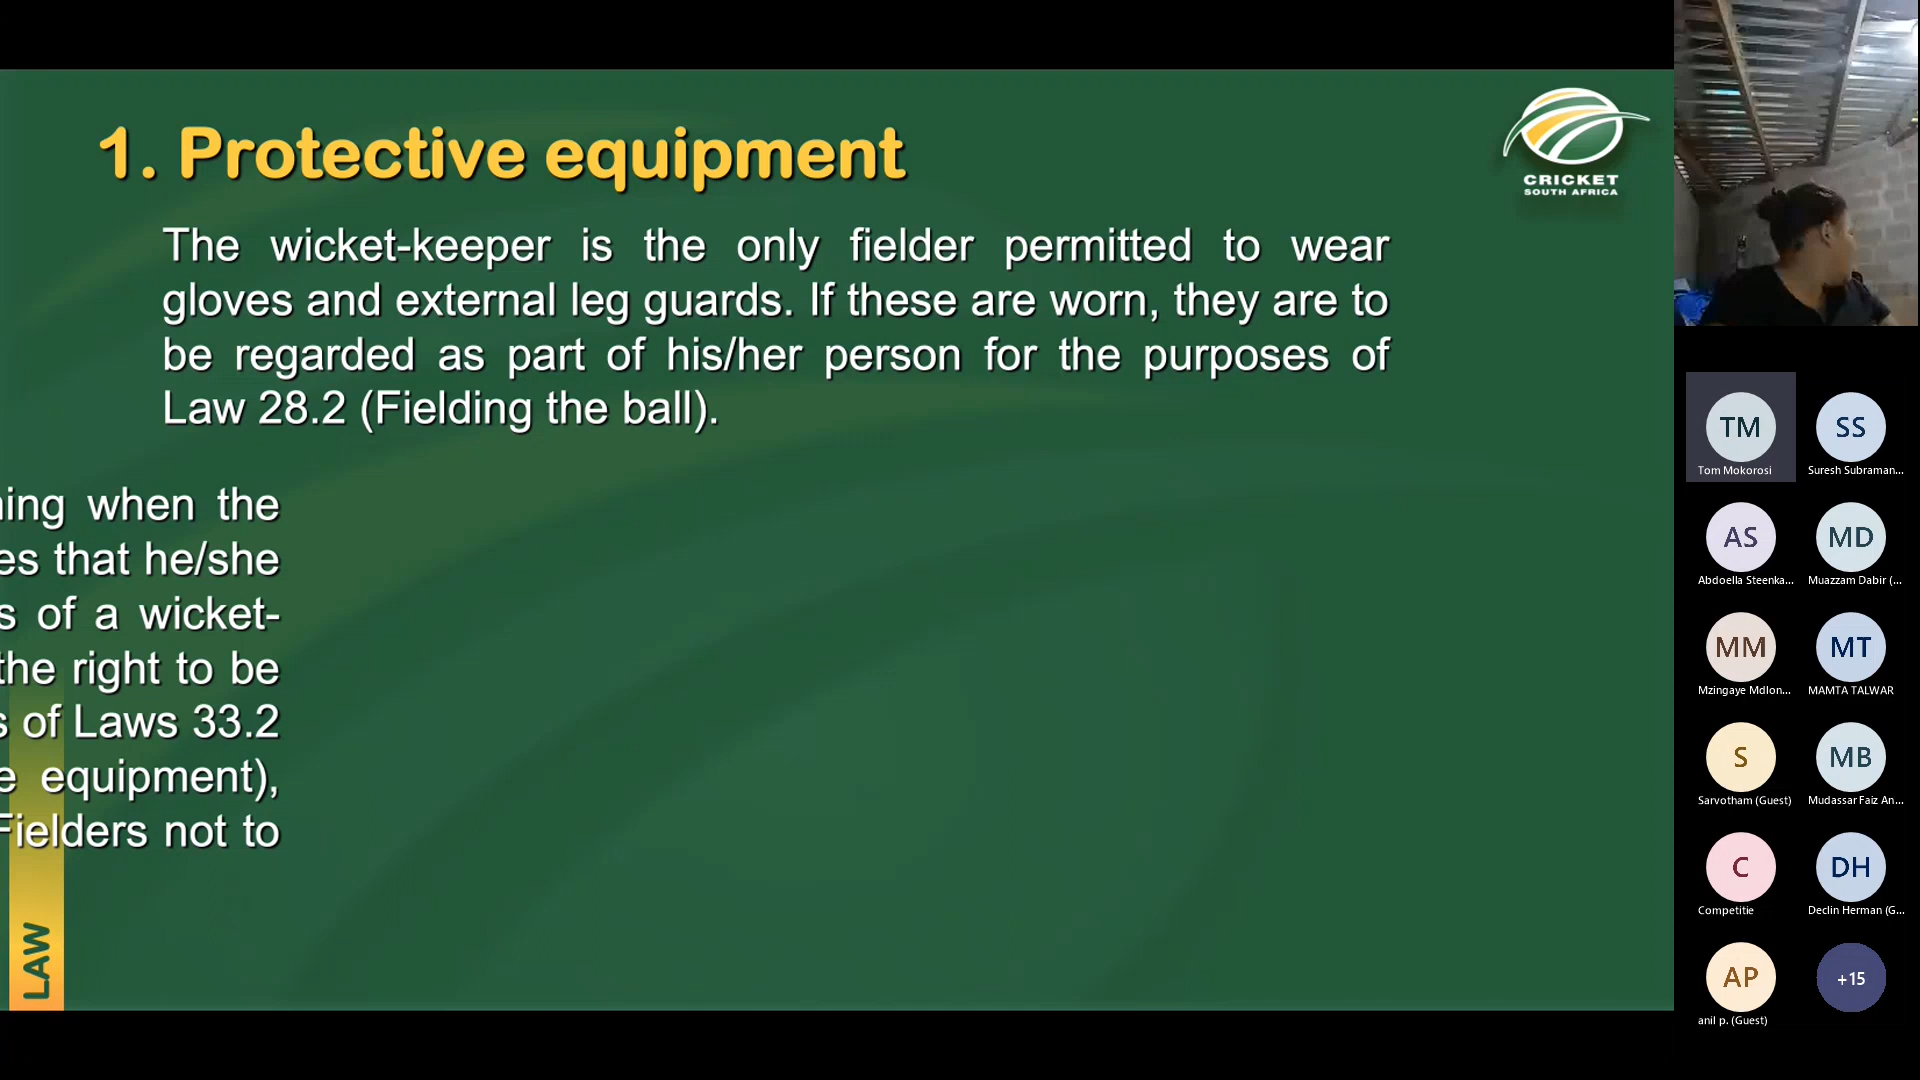 1. Protective equipment
The wicket-keeper is the only fielder permitted to wear
gloves and external leg guards. If these are worn, they are to
be regarded as part of his/her person for the purposes of
Law 28.2 (Fielding the ball).
ing when the
es that he/she
s of a wicket-
the right to be
s of Laws 33.2
e equipment),
Fielders not to
LAW
CRICKET
SOUTH AFRICA
TM
Tom Mokorosi
SS
Suresh Subraman...
AS
Abdoella Steenka...
MD
Muazzam Dabir (...
MM
Mzingaye Mdlon...
MT
MAMTA TALWAR
S
Sarvotham (Guest)
MB
Mudassar Faiz An...
C
Competitie
DH
Declin Herman (G...
AP
anil p. (Guest)
+15